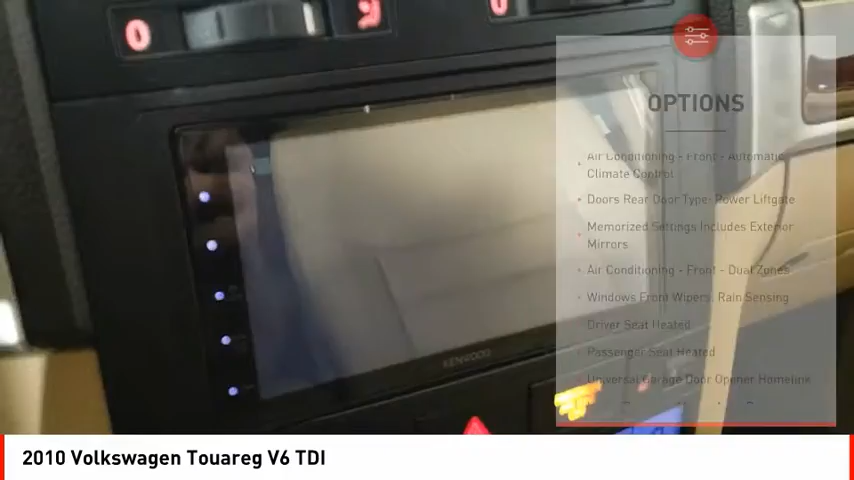 0
0
OPTIONS
Air Conditioning - Front - Automatic
Climate Control
Doors Rear Door Type: Power Liftgate
Memorized Settings Includes Exterior
Mirrors
Air Conditioning - Front - Dual Zones
Windows Front Wipers: Rain Sensing
Driver Seat Heated
Passenger Seat Heated
Universal Garage Door Opener Homelink
KENWOOD
2010 Volkswagen Touareg V6 TDI